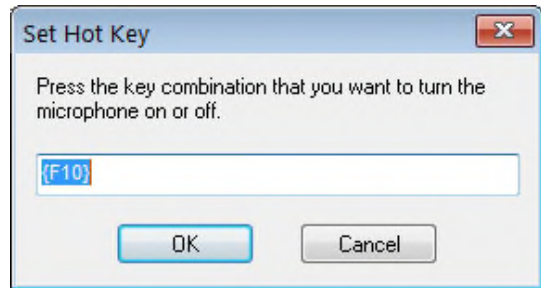 Set Hot Key
Press the key combination that you want to turn the
microphone on or off.
{F10}
OK
Cancel